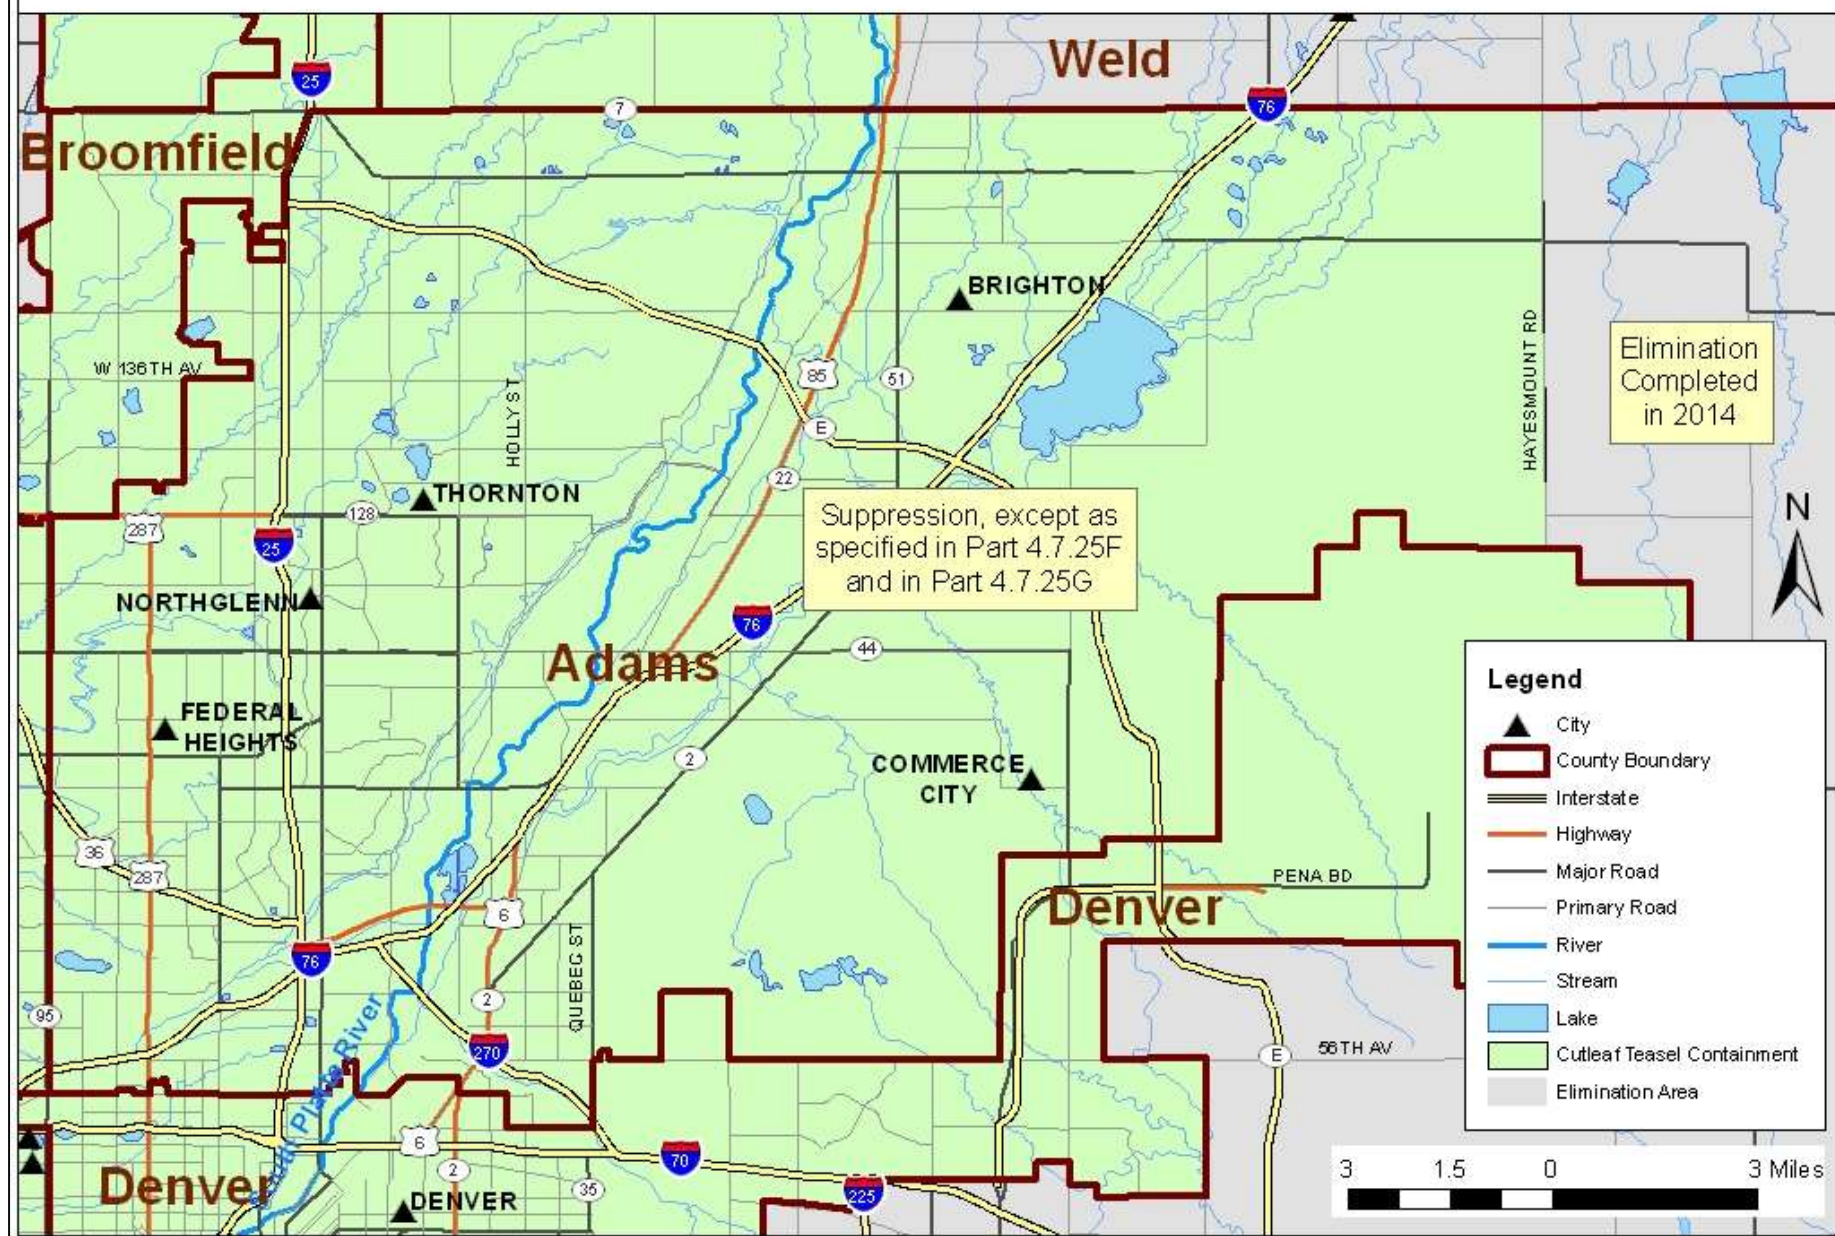 Weld
25
76
7
Broomfield
BRIGHTON
W 136TH AV
HOLLY ST
85
51
HAYESMOUNT RD
Elimination
Completed
in 2014
E
22
THORNTON
128
287
25
N
Suppression, except as
specified in Part 4.7.25F
and in Part 4.7.25G
NORTHGLENN
76
44
Adams
FEDERAL
HEIGHTS
2
COMMERCE
CITY
36
287
PENA BD
Denver
6
QUEBEC ST
76
2
95
South Platte River
270
E
56TH AV
6
70
2
35
225
Denver
DENVER
Legend
City
County Boundary
Interstate
Highway
Major Road
Primary Road
River
Stream
Lake
Cutleaf Teasel Containment
Elimination Area
3 1.5 0 3 Miles